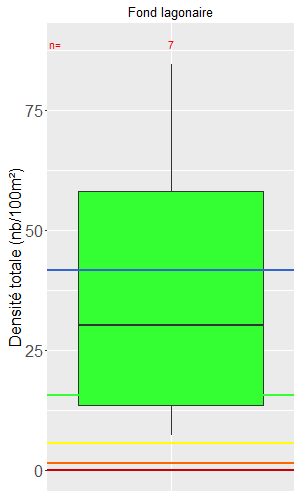 Fond lagonaire
n= 7
Densité totale (nb/100m²)
75
50
25
0